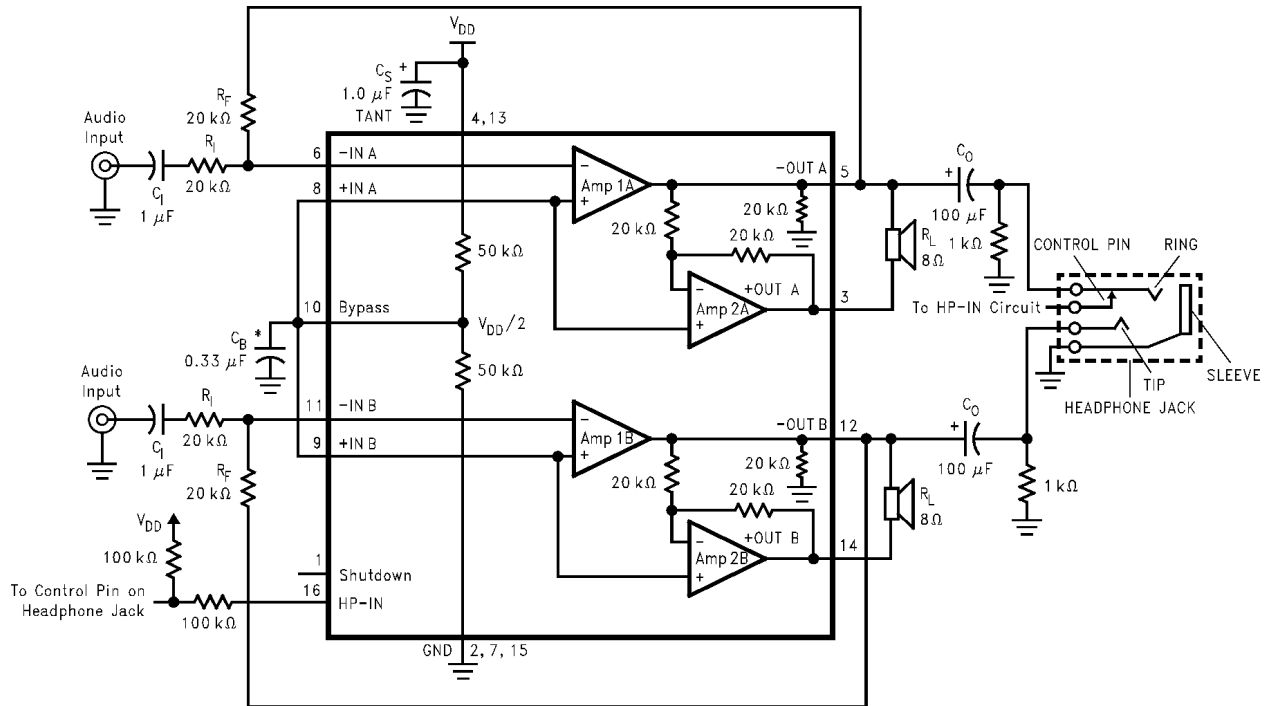 V_DD
C_S +
1.0 µF
TANT
4,13
R_F
20 kΩ
Audio
Input
R_I
20 kΩ
C_I
1 µF
6 −IN A
8 +IN A
−
Amp 1A
+
−OUT A 5
20 kΩ
20 kΩ
20 kΩ
R_L
8Ω
C_O
+
100 µF
1 kΩ
CONTROL PIN
RING
To HP-IN Circuit
50 kΩ
−
Amp 2A
+
+OUT A
3
10 Bypass
V_DD/2
C_B *
0.33 µF
50 kΩ
TIP
SLEEVE
HEADPHONE JACK
Audio
Input
R_I
20 kΩ
C_I
1 µF
11 −IN B
9 +IN B
R_F
20 kΩ
−
Amp 1B
+
−OUT B 12
20 kΩ
20 kΩ
20 kΩ
R_L
8Ω
C_O
+
100 µF
1 kΩ
−
Amp 2B
+
+OUT B
14
V_DD
100 kΩ
1
Shutdown
16
HP-IN
To Control Pin on
Headphone Jack
100 kΩ
GND 2, 7, 15